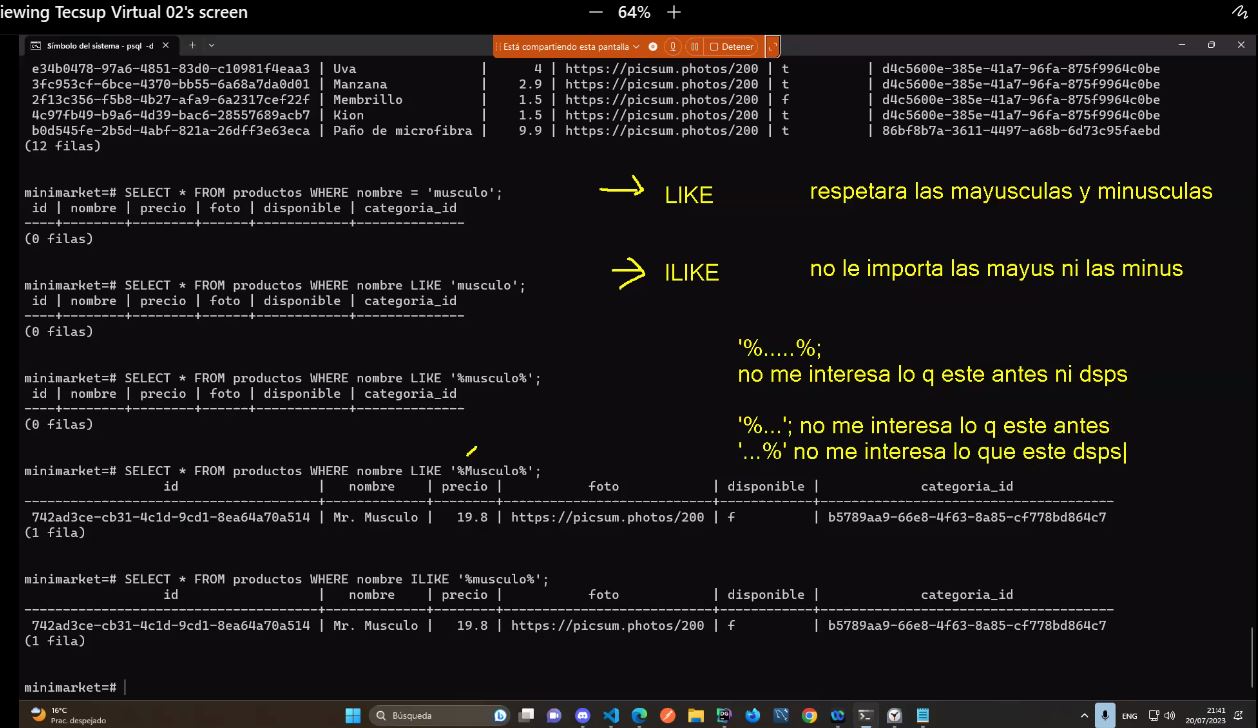 iewing Tecsup Virtual 02's screen
— 64% +
Símbolo del sistema - psql -d
Está compartiendo esta pantalla
Detener
e34b0478-97a6-4851-83d0-c10981f4eaa3 | Uva | 4 | https://picsum.photos/200 | t | d4c5600e-385e-41a7-96fa-875f9964c0be
3fc953cf-6bce-4370-bb55-6a68a7da0d01 | Manzana | 2.9 | https://picsum.photos/200 | t | d4c5600e-385e-41a7-96fa-875f9964c0be
2f13c356-f5b8-4b27-afa9-6a2317cef22f | Membrillo | 1.5 | https://picsum.photos/200 | f | d4c5600e-385e-41a7-96fa-875f9964c0be
4c97fb49-b9a6-4d39-bac6-28557689acb7 | Kion | 1.5 | https://picsum.photos/200 | t | d4c5600e-385e-41a7-96fa-875f9964c0be
b0d545fe-2b5d-4abf-821a-26dff3e63eca | Paño de microfibra | 9.9 | https://picsum.photos/200 | t | 86bf8b7a-3611-4497-a68b-6d73c95faebd
(12 filas)
minimarket=# SELECT * FROM productos WHERE nombre = 'musculo';
id | nombre | precio | foto | disponible | categoria_id
----+--------+--------+------+------------+--------------
(0 filas)
LIKE respetara las mayusculas y minusculas
ILIKE no le importa las mayus ni las minus
minimarket=# SELECT * FROM productos WHERE nombre LIKE 'musculo';
id | nombre | precio | foto | disponible | categoria_id
----+--------+--------+------+------------+--------------
(0 filas)
'%.....%;
no me interesa lo q este antes ni dsps
minimarket=# SELECT * FROM productos WHERE nombre LIKE '%musculo%';
id | nombre | precio | foto | disponible | categoria_id
----+--------+--------+------+------------+--------------
(0 filas)
'%...'; no me interesa lo q este antes
'...%' no me interesa lo que este dsps
minimarket=# SELECT * FROM productos WHERE nombre LIKE '%Musculo%';
id | nombre | precio | foto | disponible | categoria_id
742ad3ce-cb31-4c1d-9cd1-8ea64a70a514 | Mr. Musculo | 19.8 | https://picsum.photos/200 | f | b5789aa9-66e8-4f63-8a85-cf778bd864c7
(1 fila)
minimarket=# SELECT * FROM productos WHERE nombre ILIKE '%musculo%';
id | nombre | precio | foto | disponible | categoria_id
742ad3ce-cb31-4c1d-9cd1-8ea64a70a514 | Mr. Musculo | 19.8 | https://picsum.photos/200 | f | b5789aa9-66e8-4f63-8a85-cf778bd864c7
(1 fila)
minimarket=#
16°C
Prac. despejado
Búsqueda
ENG
21:41
20/07/2023